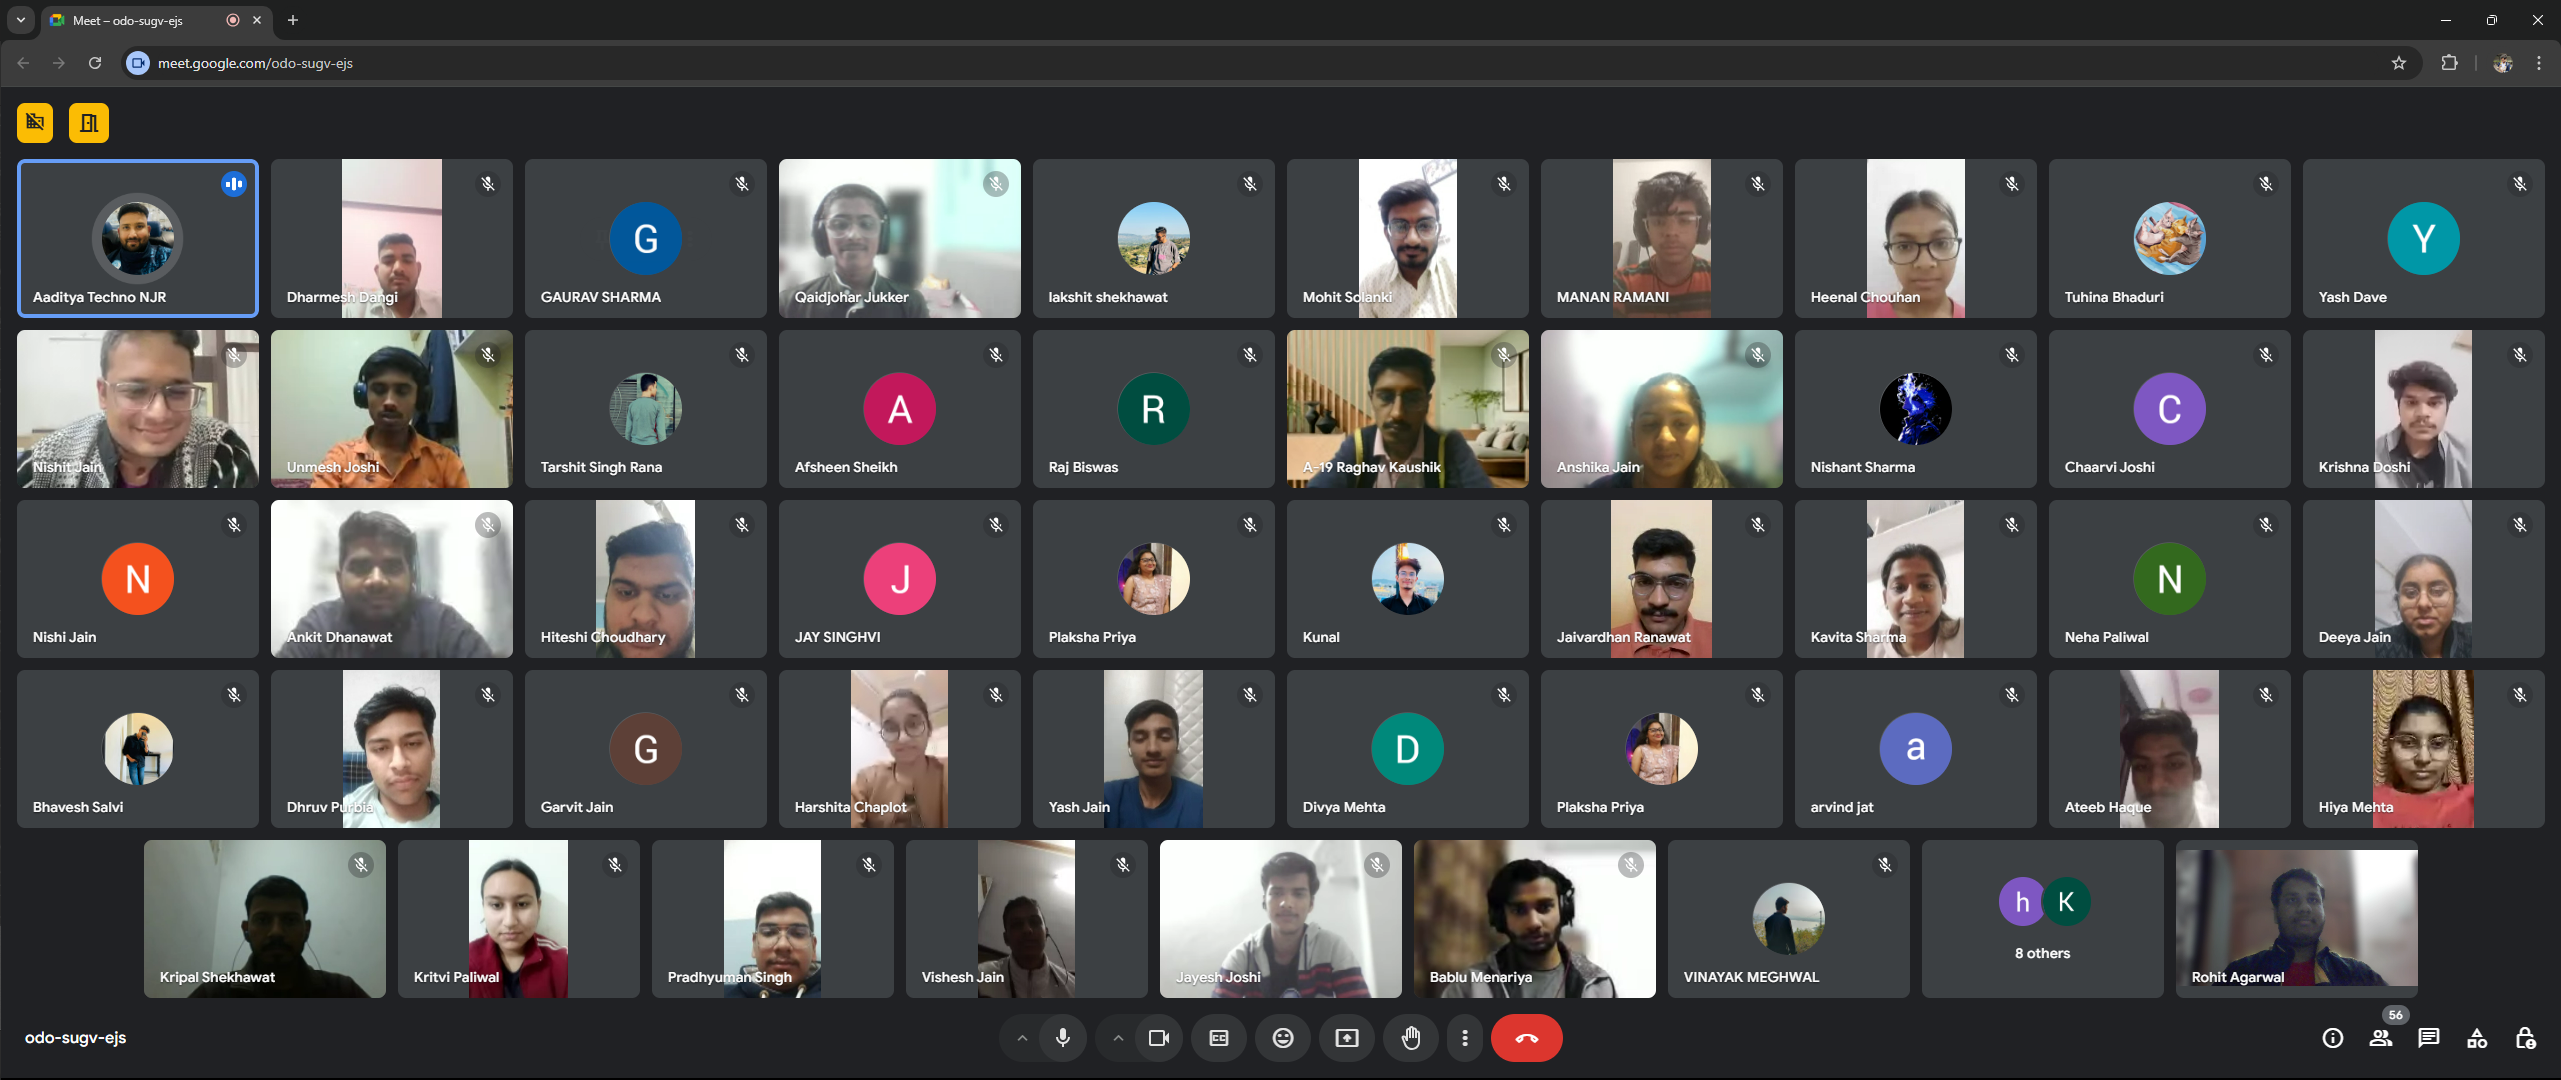 Meet – odo-sugv-ejs
meet.google.com/odo-sugv-ejs
Aaditya Techno NJR
Dharmesh Dangi
G
GAURAV SHARMA
Qaidjohar Jukker
lakshit shekhawat
Mohit Solanki
MANAN RAMANI
Heenal Chouhan
Tuhina Bhaduri
Y
Yash Dave
Nishit Jain
Unmesh Joshi
Tarshit Singh Rana
A
Afsheen Sheikh
R
Raj Biswas
A-19 Raghav Kaushik
Anshika Jain
Nishant Sharma
C
Chaarvi Joshi
Krishna Doshi
N
Nishi Jain
Ankit Dhanawat
Hiteshi Choudhary
J
JAY SINGHVI
Plaksha Priya
Kunal
Jaivardhan Ranawat
Kavita Sharma
N
Neha Paliwal
Deeya Jain
Bhavesh Salvi
Dhruv Purbia
G
Garvit Jain
Harshita Chaplot
Yash Jain
D
Divya Mehta
Plaksha Priya
a
arvind jat
Ateeb Haque
Hiya Mehta
Kripal Shekhawat
Kritvi Paliwal
Pradhyuman Singh
Vishesh Jain
Jayesh Joshi
Bablu Menariya
VINAYAK MEGHWAL
h K
8 others
Rohit Agarwal
odo-sugv-ejs
CC
56